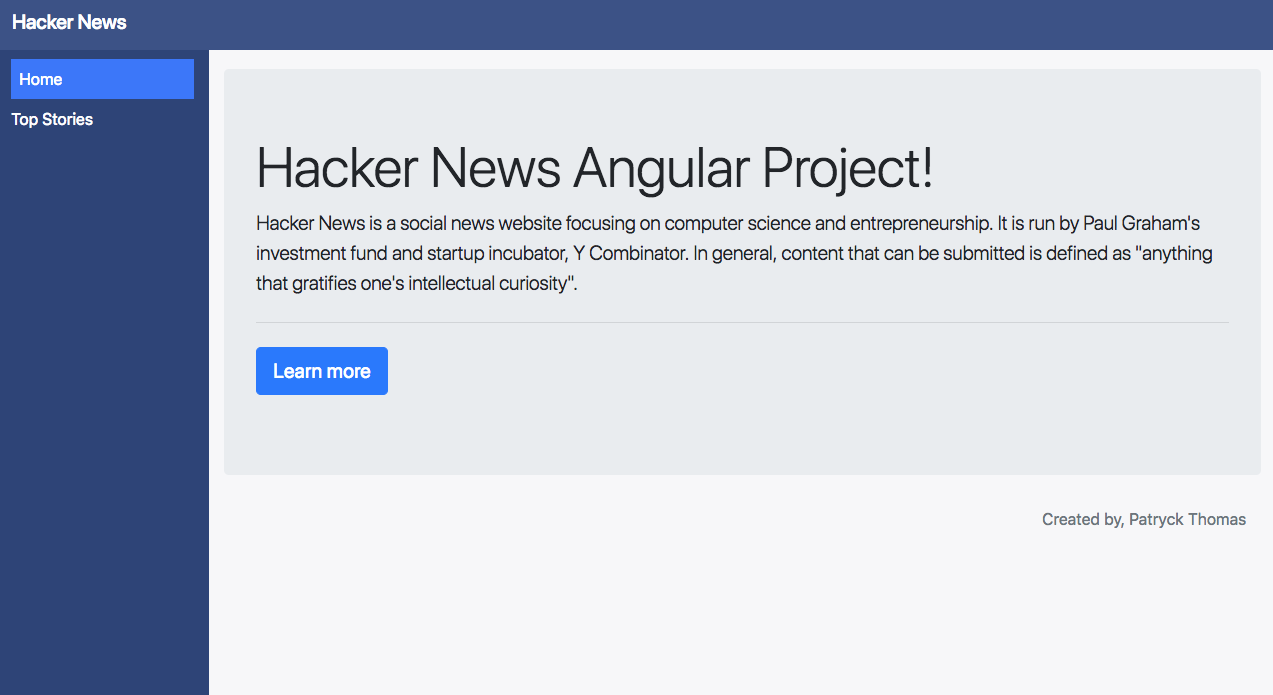 Hacker News
Home
Top Stories
Hacker News Angular Project!
Hacker News is a social news website focusing on computer science and entrepreneurship. It is run by Paul Graham's
investment fund and startup incubator, Y Combinator. In general, content that can be submitted is defined as "anything
that gratifies one's intellectual curiosity".
Learn more
Created by, Patryck Thomas